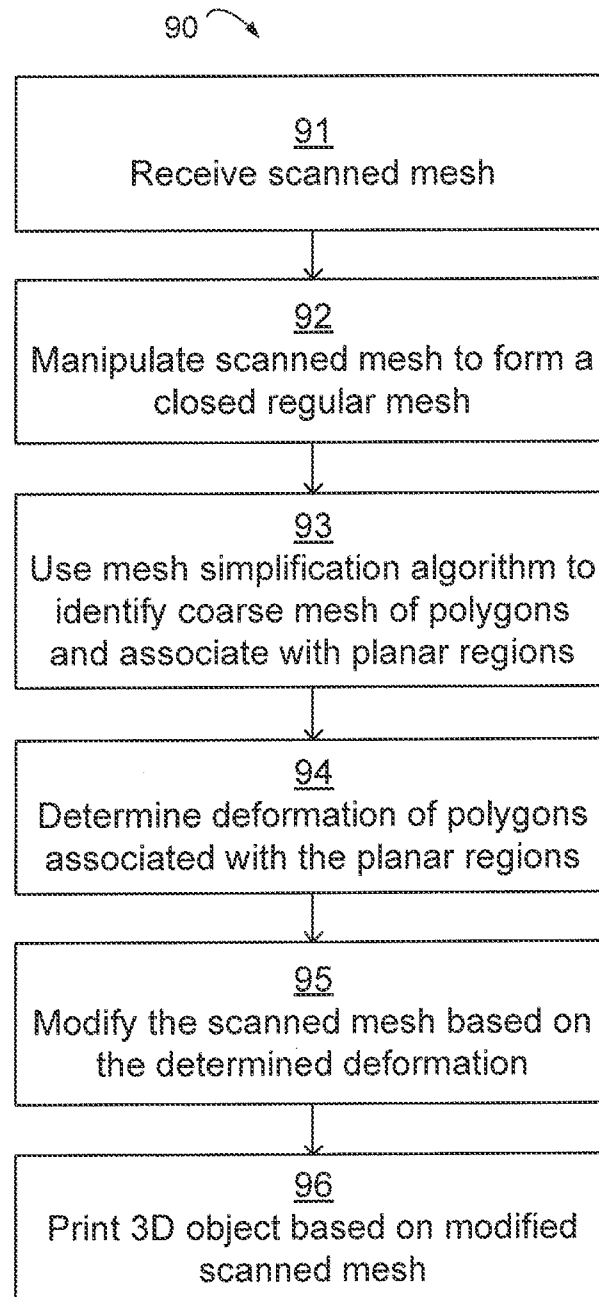 90
91
Receive scanned mesh
92
Manipulate scanned mesh to form a
closed regular mesh
93
Use mesh simplification algorithm to
identify coarse mesh of polygons
and associate with planar regions
94
Determine deformation of polygons
associated with the planar regions
95
Modify the scanned mesh based on
the determined deformation
96
Print 3D object based on modified
scanned mesh